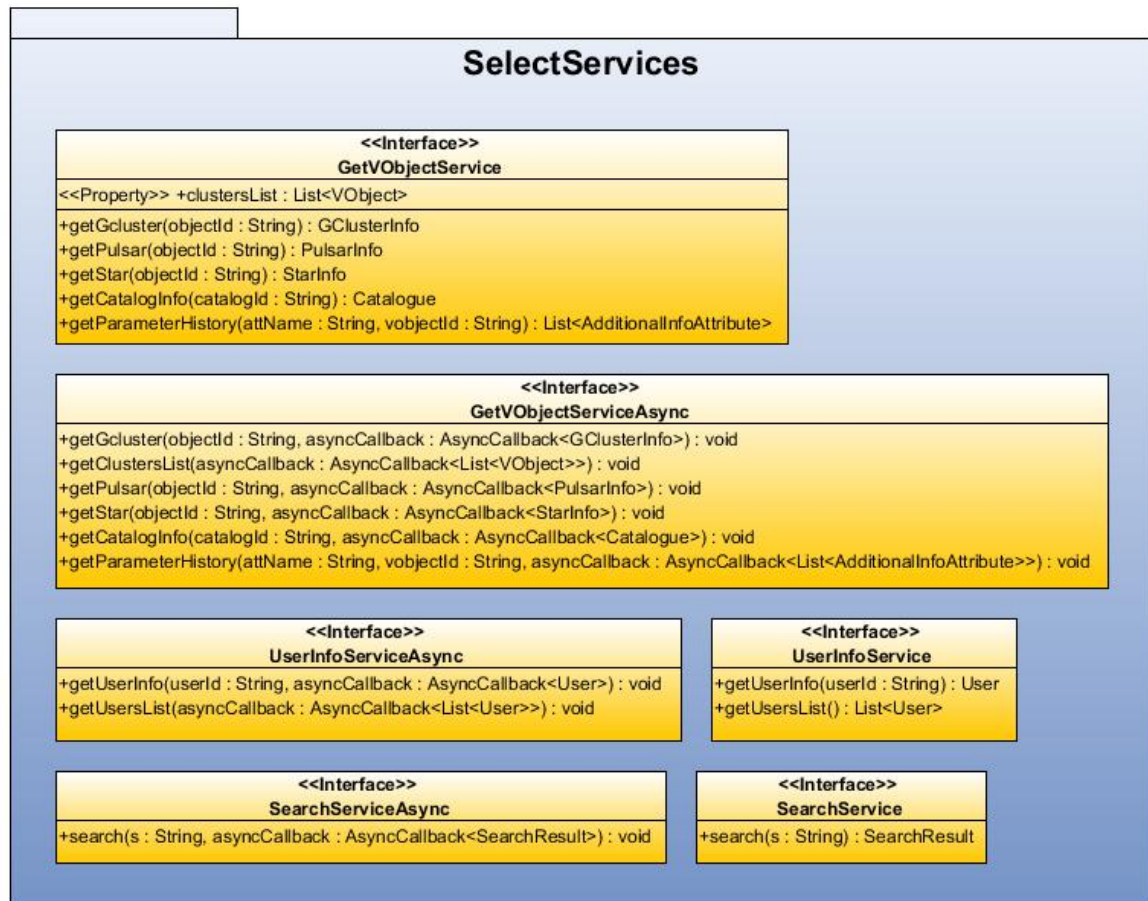 SelectServices
<<Interface>>
GetVObjectService
<<Property>> +clustersList : List<VObject>
+getGcluster(objectId : String) : GClusterInfo
+getPulsar(objectId : String) : PulsarInfo
+getStar(objectId : String) : StarInfo
+getCatalogInfo(catalogId : String) : Catalogue
+getParameterHistory(attName : String, vobjectId : String) : List<AdditionalInfoAttribute>
<<Interface>>
GetVObjectServiceAsync
+getGcluster(objectId : String, asyncCallback : AsyncCallback<GClusterInfo>) : void
+getClustersList(asyncCallback : AsyncCallback<List<VObject>>) : void
+getPulsar(objectId : String, asyncCallback : AsyncCallback<PulsarInfo>) : void
+getStar(objectId : String, asyncCallback : AsyncCallback<StarInfo>) : void
+getCatalogInfo(catalogId : String, asyncCallback : AsyncCallback<Catalogue>) : void
+getParameterHistory(attName : String, vobjectId : String, asyncCallback : AsyncCallback<List<AdditionalInfoAttribute>>) : void
<<Interface>>
UserInfoServiceAsync
+getUserInfo(userId : String, asyncCallback : AsyncCallback<User>) : void
+getUsersList(asyncCallback : AsyncCallback<List<User>>) : void
<<Interface>>
UserInfoService
+getUserInfo(userId : String) : User
+getUsersList() : List<User>
<<Interface>>
SearchServiceAsync
+search(s : String, asyncCallback : AsyncCallback<SearchResult>) : void
<<Interface>>
SearchService
+search(s : String) : SearchResult